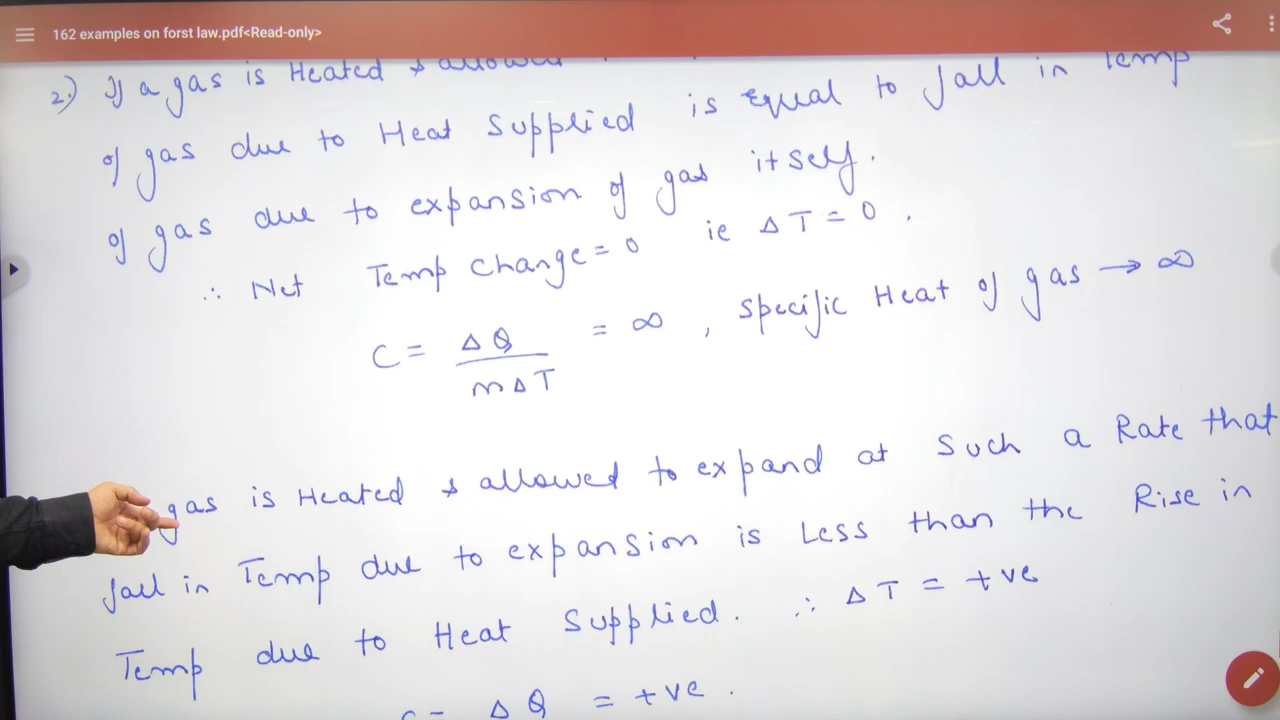 162 examples on forst law.pdf<Read-only>
2.) If a gas is Heated & allowed
of gas due to Heat Supplied is equal to fall in Temp
of gas due to expansion of gas itself.
∴ Net Temp Change = 0 ie ΔT = 0 .
C = ΔQ / mΔT = ∞ , Specific Heat of gas → ∞
gas is Heated & allowed to expand at Such a Rate that
fall in Temp due to expansion is Less than the Rise in
Temp due to Heat Supplied. ∴ ΔT = +ve
C = ΔQ = +ve .